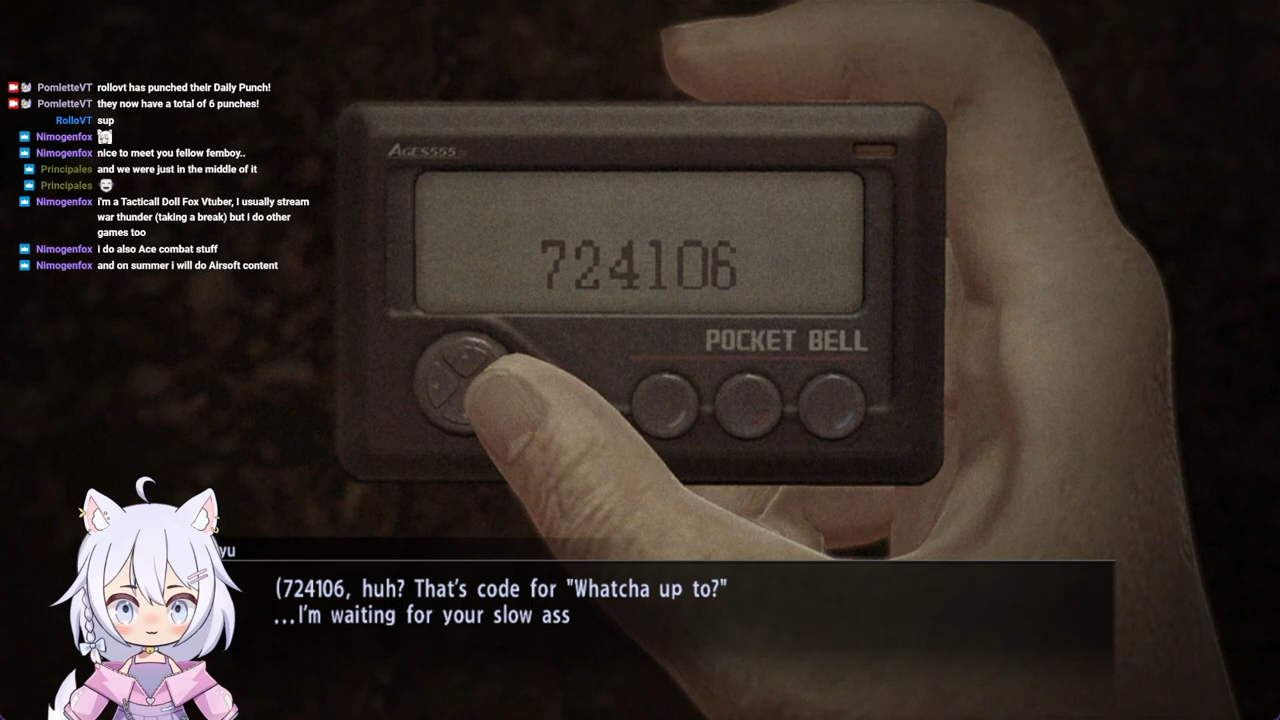 PomletteVT rollovt has punched their Daily Punch!
PomletteVT they now have a total of 6 punches!
RolloVT sup
Nimogenfox
Nimogenfox nice to meet you fellow femboy..
Principales and we were just in the middle of it
Principales
Nimogenfox i'm a Tacticall Doll Fox Vtuber, I usually stream
war thunder (taking a break) but i do other
games too
Nimogenfox i do also Ace combat stuff
Nimogenfox and on summer i will do Airsoft content
AGES555
724106
POCKET BELL
yu
(724106, huh? That's code for "Whatcha up to?"
...I'm waiting for your slow ass